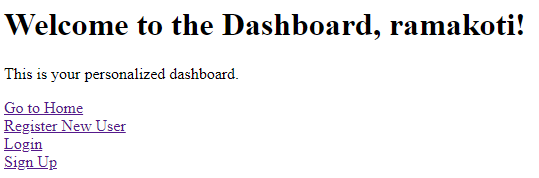 Welcome to the Dashboard, ramakoti!
This is your personalized dashboard.
Go to Home
Register New User
Login
Sign Up